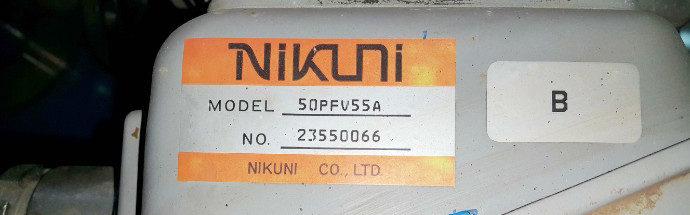 NiKUNi
MODEL 50PFV55A
B
NO. 23550066
NIKUNI CO., LTD.